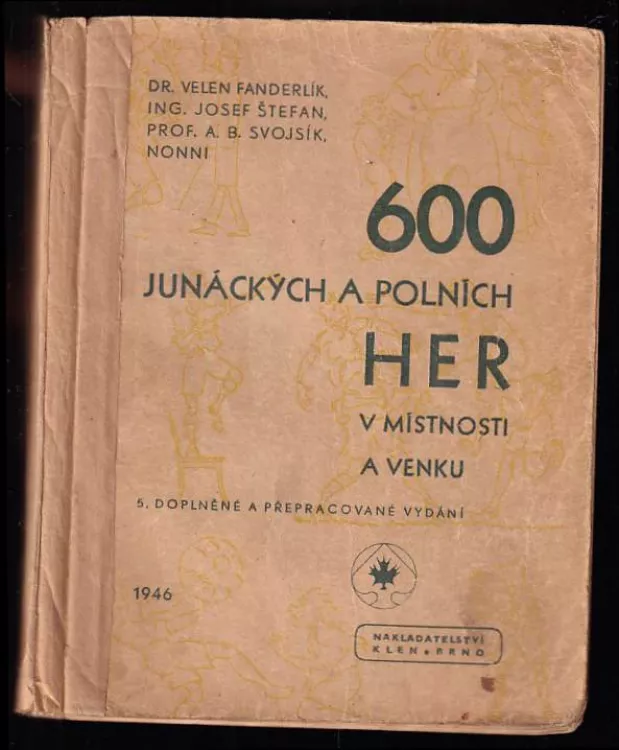 DR. VELEN FANDERLÍK,
ING. JOSEF ŠTEFAN,
PROF. A. B. SVOJSÍK,
NONNI
600
JUNÁCKÝCH A POLNÍCH
HER
V MÍSTNOSTI
A VENKU
5. DOPLNĚNÉ A PŘEPRACOVANÉ VYDÁNÍ
1946
NAKLADATELSTVÍ
KLEN • BRNO